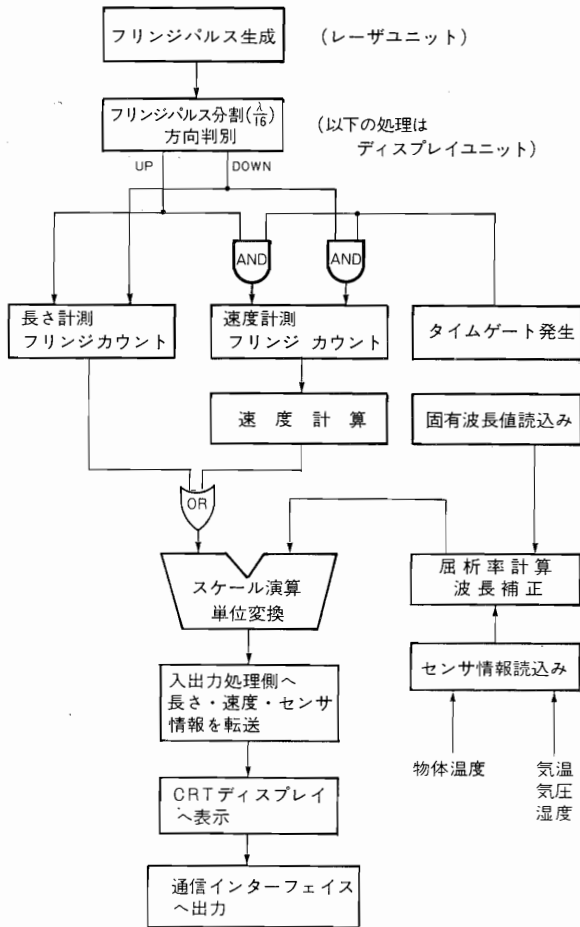 フリンジパルス生成
(レーザユニット)
フリンジパルス分割(λ/16)
方向判別
(以下の処理は
ディスプレイユニット)
UP
DOWN
AND
AND
長さ計測
フリンジカウント
速度計測
フリンジ カウント
タイムゲート発生
速度計算
固有波長値読込み
OR
スケール演算
単位変換
屈析率計算
波長補正
センサ情報読込み
入出力処理側へ
長さ・速度・センサ
情報を転送
物体温度
気温
気圧
湿度
CRTディスプレイ
へ表示
通信インターフェイス
へ出力